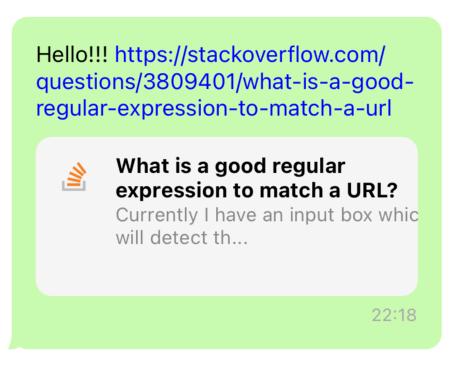 Hello!!! https://stackoverflow.com/
questions/3809401/what-is-a-good-
regular-expression-to-match-a-url
What is a good regular
expression to match a URL?
Currently I have an input box whic
will detect th...
22:18